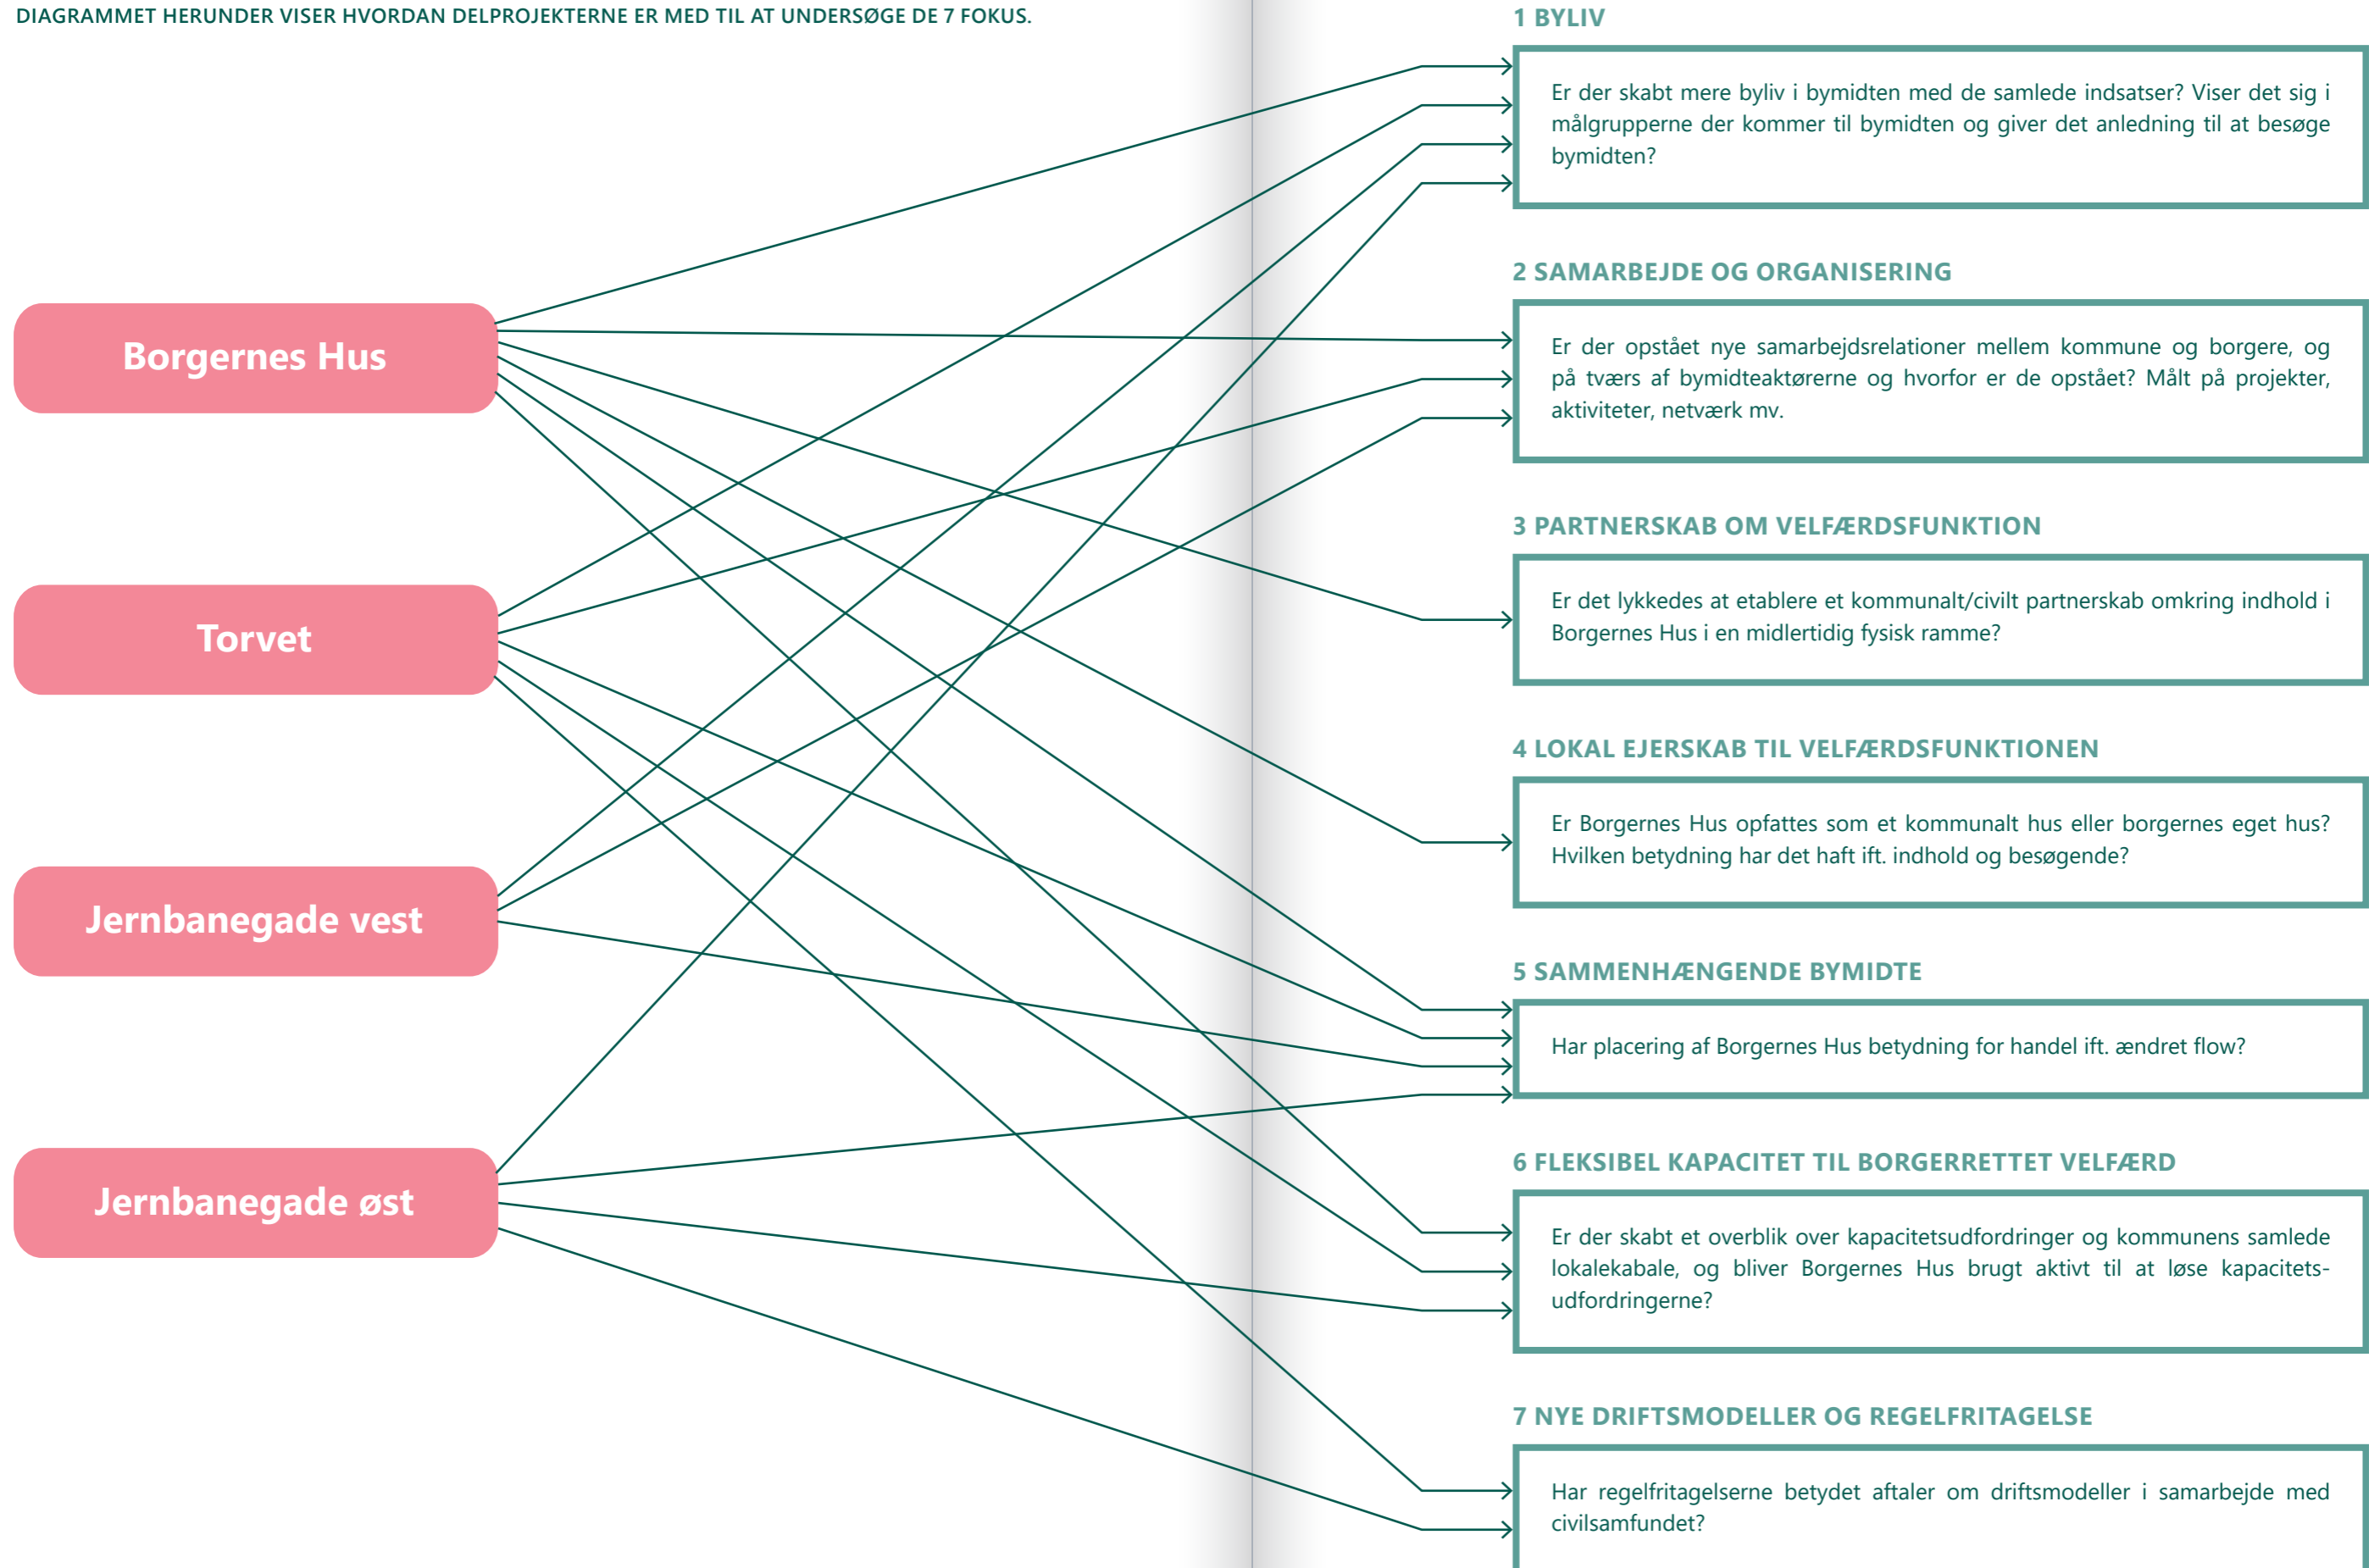 DIAGRAMMET HERUNDER VISER HVORDAN DELPROJEKTERNE ER MED TIL AT UNDERSØGE DE 7 FOKUS.
Borgernes Hus
Torvet
Jernbanegade vest
Jernbanegade øst
1 BYLIV
Er der skabt mere byliv i bymidten med de samlede indsatser? Viser det sig i
målgrupperne der kommer til bymidten og giver det anledning til at besøge
bymidten?
2 SAMARBEJDE OG ORGANISERING
Er der opstået nye samarbejdsrelationer mellem kommune og borgere, og
på tværs af bymidteaktørerne og hvorfor er de opstået? Målt på projekter,
aktiviteter, netværk mv.
3 PARTNERSKAB OM VELFÆRDSFUNKTION
Er det lykkedes at etablere et kommunalt/civilt partnerskab omkring indhold i
Borgernes Hus i en midlertidig fysisk ramme?
4 LOKAL EJERSKAB TIL VELFÆRDSFUNKTIONEN
Er Borgernes Hus opfattes som et kommunalt hus eller borgernes eget hus?
Hvilken betydning har det haft ift. indhold og besøgende?
5 SAMMENHÆNGENDE BYMIDTE
Har placering af Borgernes Hus betydning for handel ift. ændret flow?
6 FLEKSIBEL KAPACITET TIL BORGERRETTET VELFÆRD
Er der skabt et overblik over kapacitetsudfordringer og kommunens samlede
lokalekabale, og bliver Borgernes Hus brugt aktivt til at løse kapacitets-
udfordringerne?
7 NYE DRIFTSMODELLER OG REGELFRITAGELSE
Har regelfritagelserne betydet aftaler om driftsmodeller i samarbejde med
civilsamfundet?